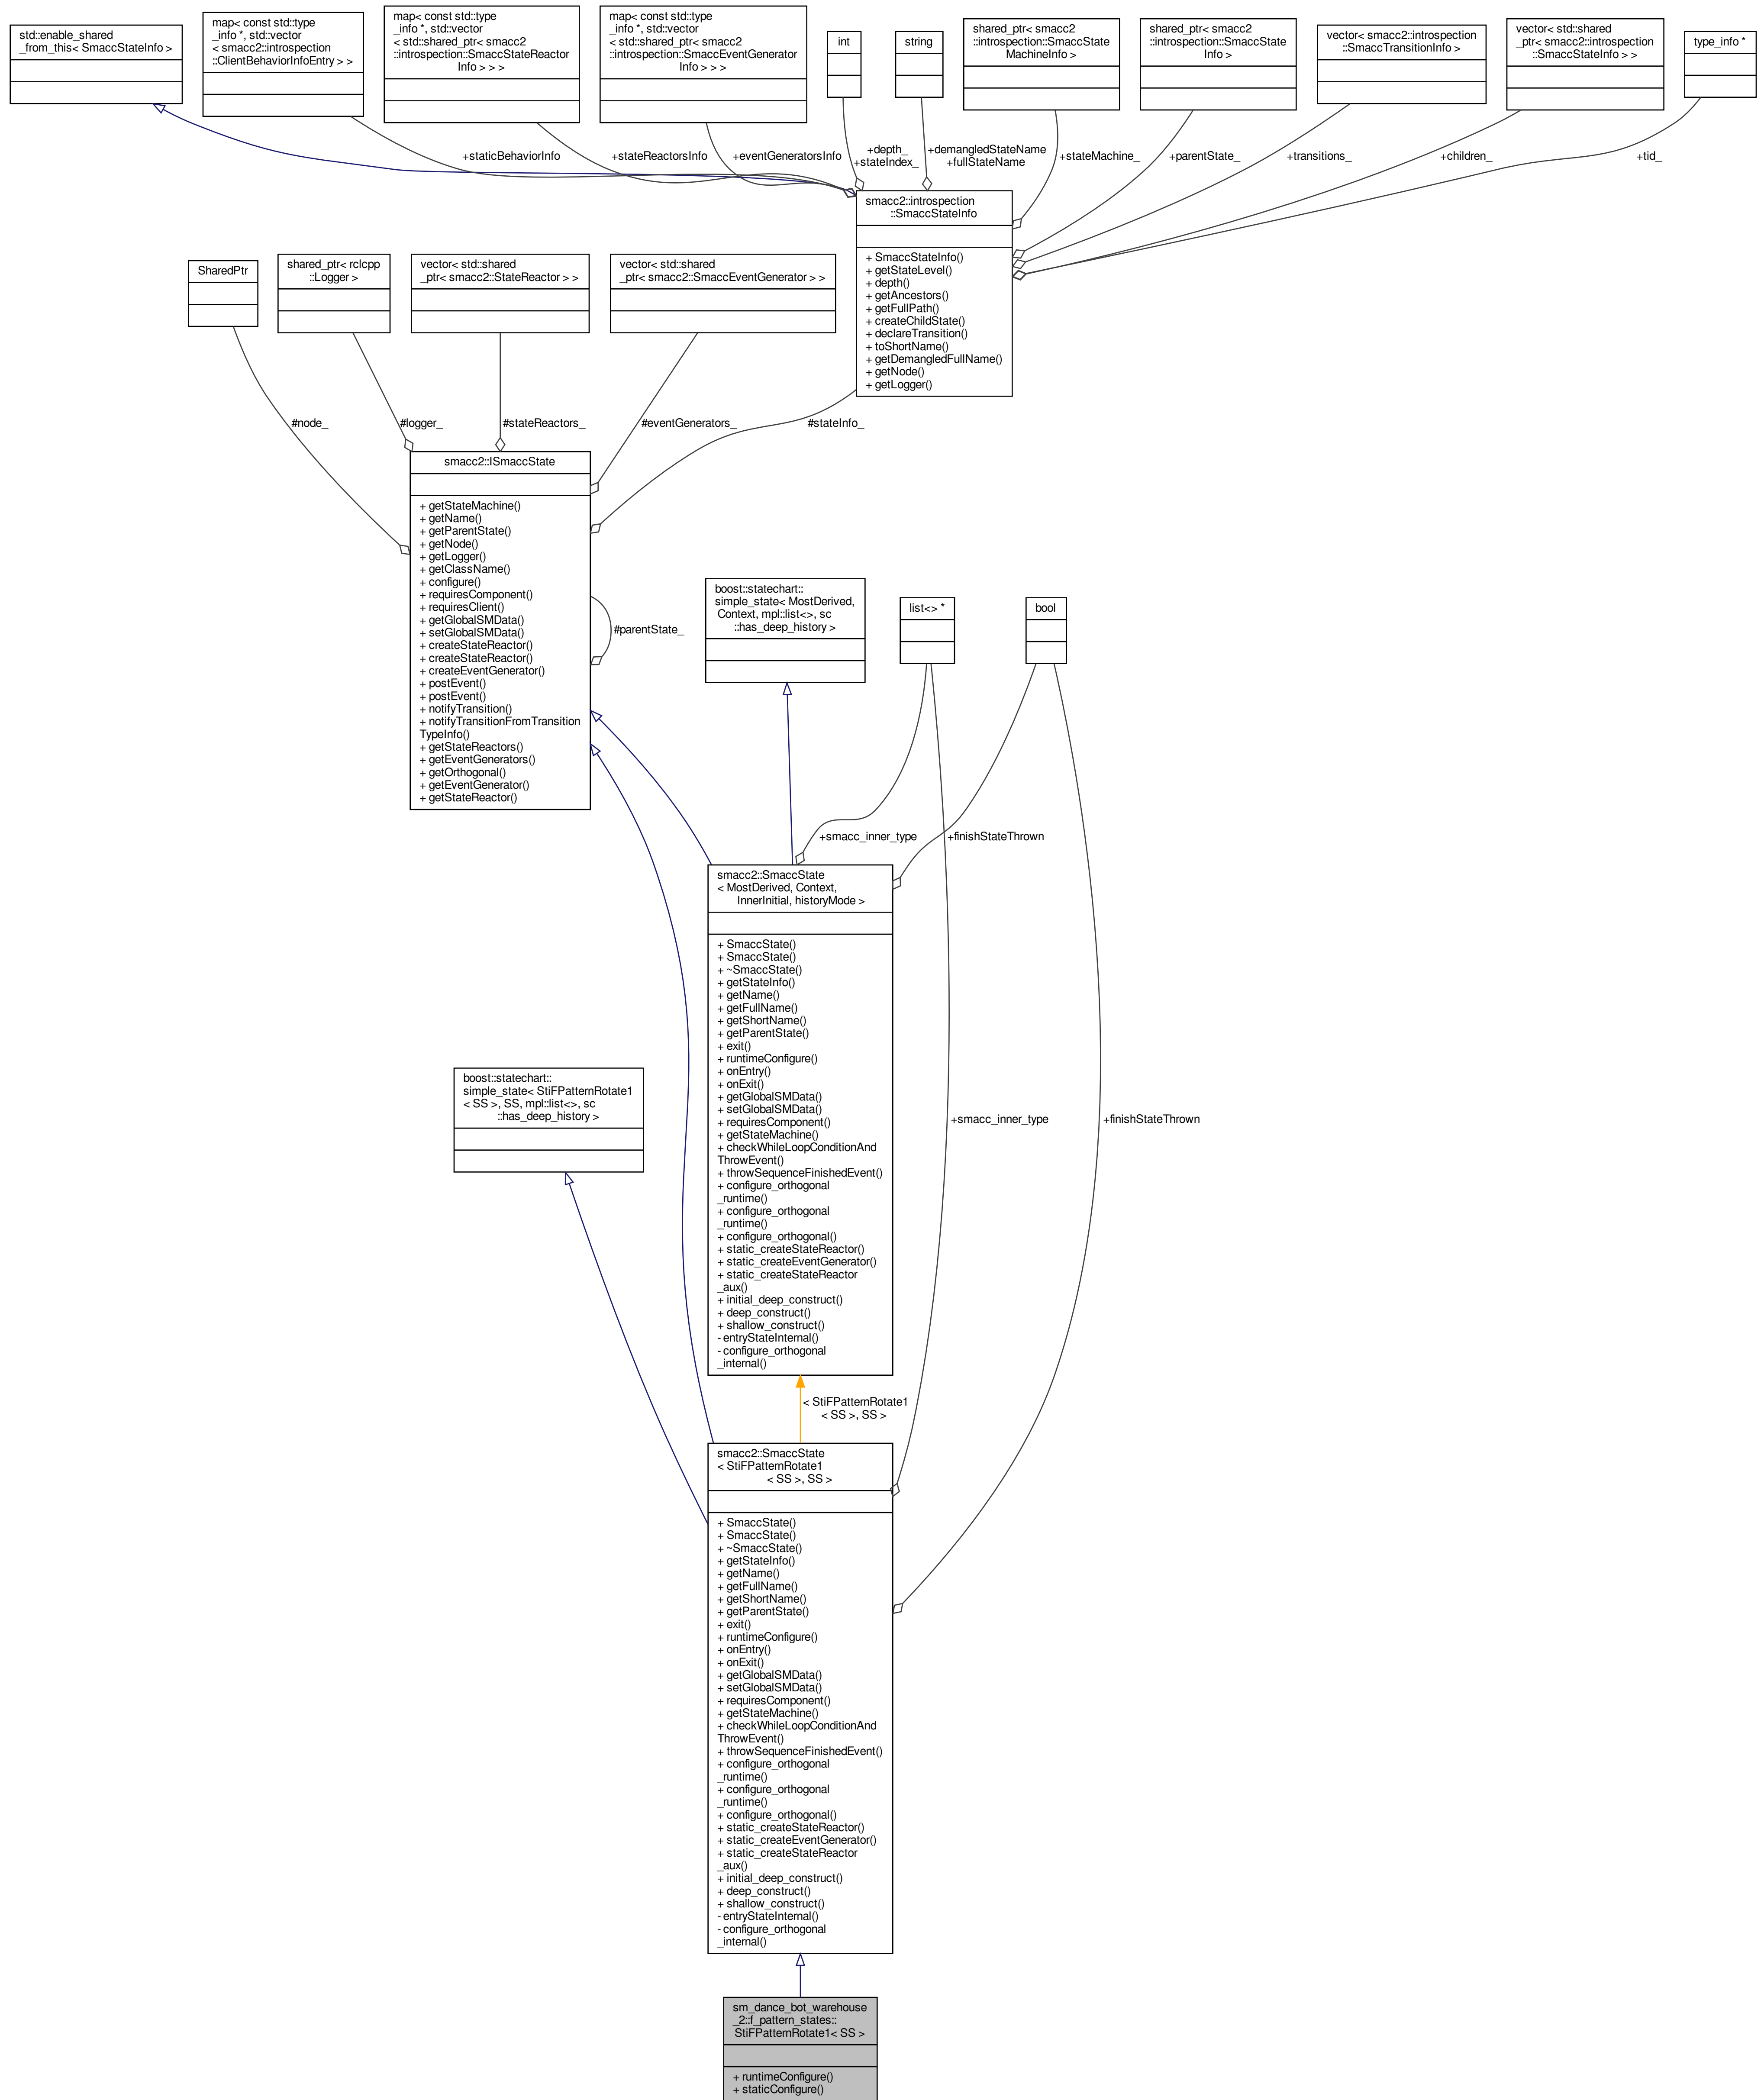 std::enable_shared
_from_this< SmaccStateInfo >
map< const std::type
_info *, std::vector
< smacc2::introspection
::ClientBehaviorInfoEntry > >
map< const std::type
_info *, std::vector
< std::shared_ptr< smacc2
::introspection::SmaccStateReactor
Info > > >
map< const std::type
_info *, std::vector
< std::shared_ptr< smacc2
::introspection::SmaccEventGenerator
Info > > >
int
string
shared_ptr< smacc2
::introspection::SmaccState
MachineInfo >
shared_ptr< smacc2
::introspection::SmaccState
Info >
vector< smacc2::introspection
::SmaccTransitionInfo >
vector< std::shared
_ptr< smacc2::introspection
::SmaccStateInfo > >
type_info *
+staticBehaviorInfo
+stateReactorsInfo
+eventGeneratorsInfo
+depth_
+stateIndex_
+demangledStateName
+fullStateName
+stateMachine_
+parentState_
+transitions_
+children_
+tid_
smacc2::introspection
::SmaccStateInfo
+ SmaccStateInfo()
+ getStateLevel()
+ depth()
+ getAncestors()
+ getFullPath()
+ createChildState()
+ declareTransition()
+ toShortName()
+ getDemangledFullName()
+ getNode()
+ getLogger()
SharedPtr
shared_ptr< rclcpp
::Logger >
vector< std::shared
_ptr< smacc2::StateReactor > >
vector< std::shared
_ptr< smacc2::SmaccEventGenerator > >
#node_
#logger_
#stateReactors_
#eventGenerators_
#stateInfo_
smacc2::ISmaccState
+ getStateMachine()
+ getName()
+ getParentState()
+ getNode()
+ getLogger()
+ getClassName()
+ configure()
+ requiresComponent()
+ requiresClient()
+ getGlobalSMData()
+ setGlobalSMData()
+ createStateReactor()
+ createStateReactor()
+ createEventGenerator()
+ postEvent()
+ postEvent()
+ notifyTransition()
+ notifyTransitionFromTransition
TypeInfo()
+ getStateReactors()
+ getEventGenerators()
+ getOrthogonal()
+ getEventGenerator()
+ getStateReactor()
#parentState_
boost::statechart::
simple_state< MostDerived,
Context, mpl::list<>, sc
::has_deep_history >
list<> *
bool
+smacc_inner_type
+finishStateThrown
smacc2::SmaccState
< MostDerived, Context,
InnerInitial, historyMode >
+ SmaccState()
+ SmaccState()
+ ~SmaccState()
+ getStateInfo()
+ getName()
+ getFullName()
+ getShortName()
+ getParentState()
+ exit()
+ runtimeConfigure()
+ onEntry()
+ onExit()
+ getGlobalSMData()
+ setGlobalSMData()
+ requiresComponent()
+ getStateMachine()
+ checkWhileLoopConditionAnd
ThrowEvent()
+ throwSequenceFinishedEvent()
+ configure_orthogonal
_runtime()
+ configure_orthogonal
_runtime()
+ configure_orthogonal()
+ static_createStateReactor()
+ static_createEventGenerator()
+ static_createStateReactor
_aux()
+ initial_deep_construct()
+ deep_construct()
+ shallow_construct()
- entryStateInternal()
- configure_orthogonal
_internal()
boost::statechart::
simple_state< StiFPatternRotate1
< SS >, SS, mpl::list<>, sc
::has_deep_history >
+smacc_inner_type
+finishStateThrown
< StiFPatternRotate1
< SS >, SS >
smacc2::SmaccState
< StiFPatternRotate1
< SS >, SS >
+ SmaccState()
+ SmaccState()
+ ~SmaccState()
+ getStateInfo()
+ getName()
+ getFullName()
+ getShortName()
+ getParentState()
+ exit()
+ runtimeConfigure()
+ onEntry()
+ onExit()
+ getGlobalSMData()
+ setGlobalSMData()
+ requiresComponent()
+ getStateMachine()
+ checkWhileLoopConditionAnd
ThrowEvent()
+ throwSequenceFinishedEvent()
+ configure_orthogonal
_runtime()
+ configure_orthogonal
_runtime()
+ configure_orthogonal()
+ static_createStateReactor()
+ static_createEventGenerator()
+ static_createStateReactor
_aux()
+ initial_deep_construct()
+ deep_construct()
+ shallow_construct()
- entryStateInternal()
- configure_orthogonal
_internal()
sm_dance_bot_warehouse
_2::f_pattern_states::
StiFPatternRotate1< SS >
+ runtimeConfigure()
+ staticConfigure()